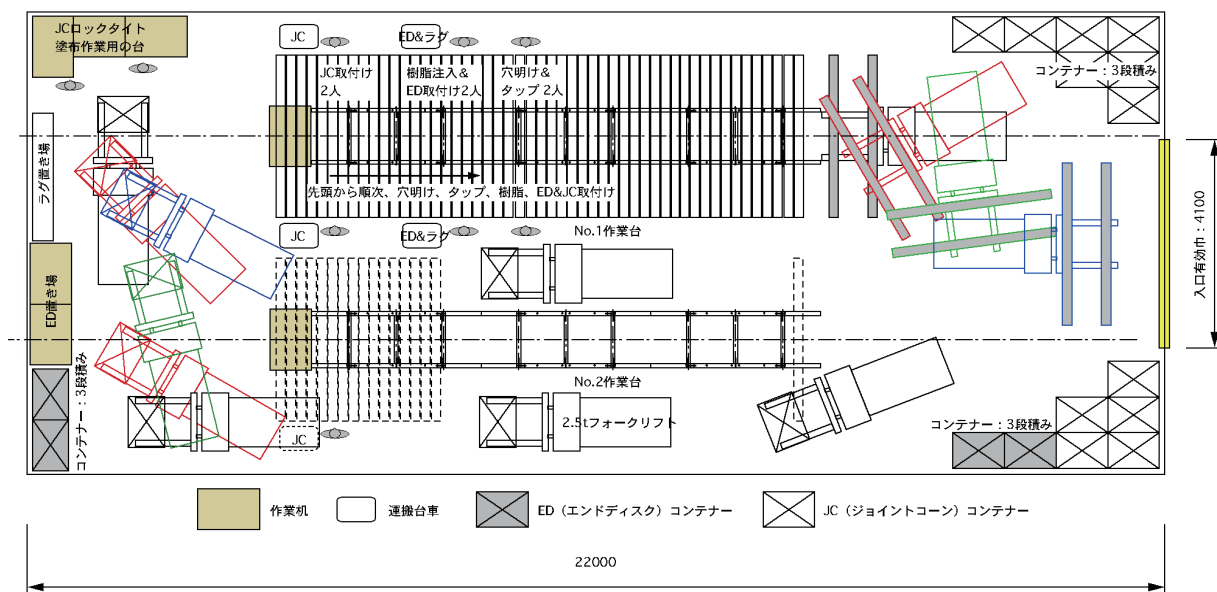 JCロックタイト
塗布作業用の台
JC
ED&ラグ
JC取付け
2人
樹脂注入&
ED取付け2人
穴明け&
タップ 2人
コンテナー：3段積み
ラグ置き場
先頭から順次、穴明け、タップ、樹脂、ED&JC取付け
JC
ED&ラグ
No.1作業台
入口有効巾：4100
ED置き場
コンテナー：3段積み
No.2作業台
JC
2.5tフォークリフト
コンテナー：3段積み
作業机
運搬台車
ED（エンドディスク）コンテナー
JC（ジョイントコーン）コンテナー
22000